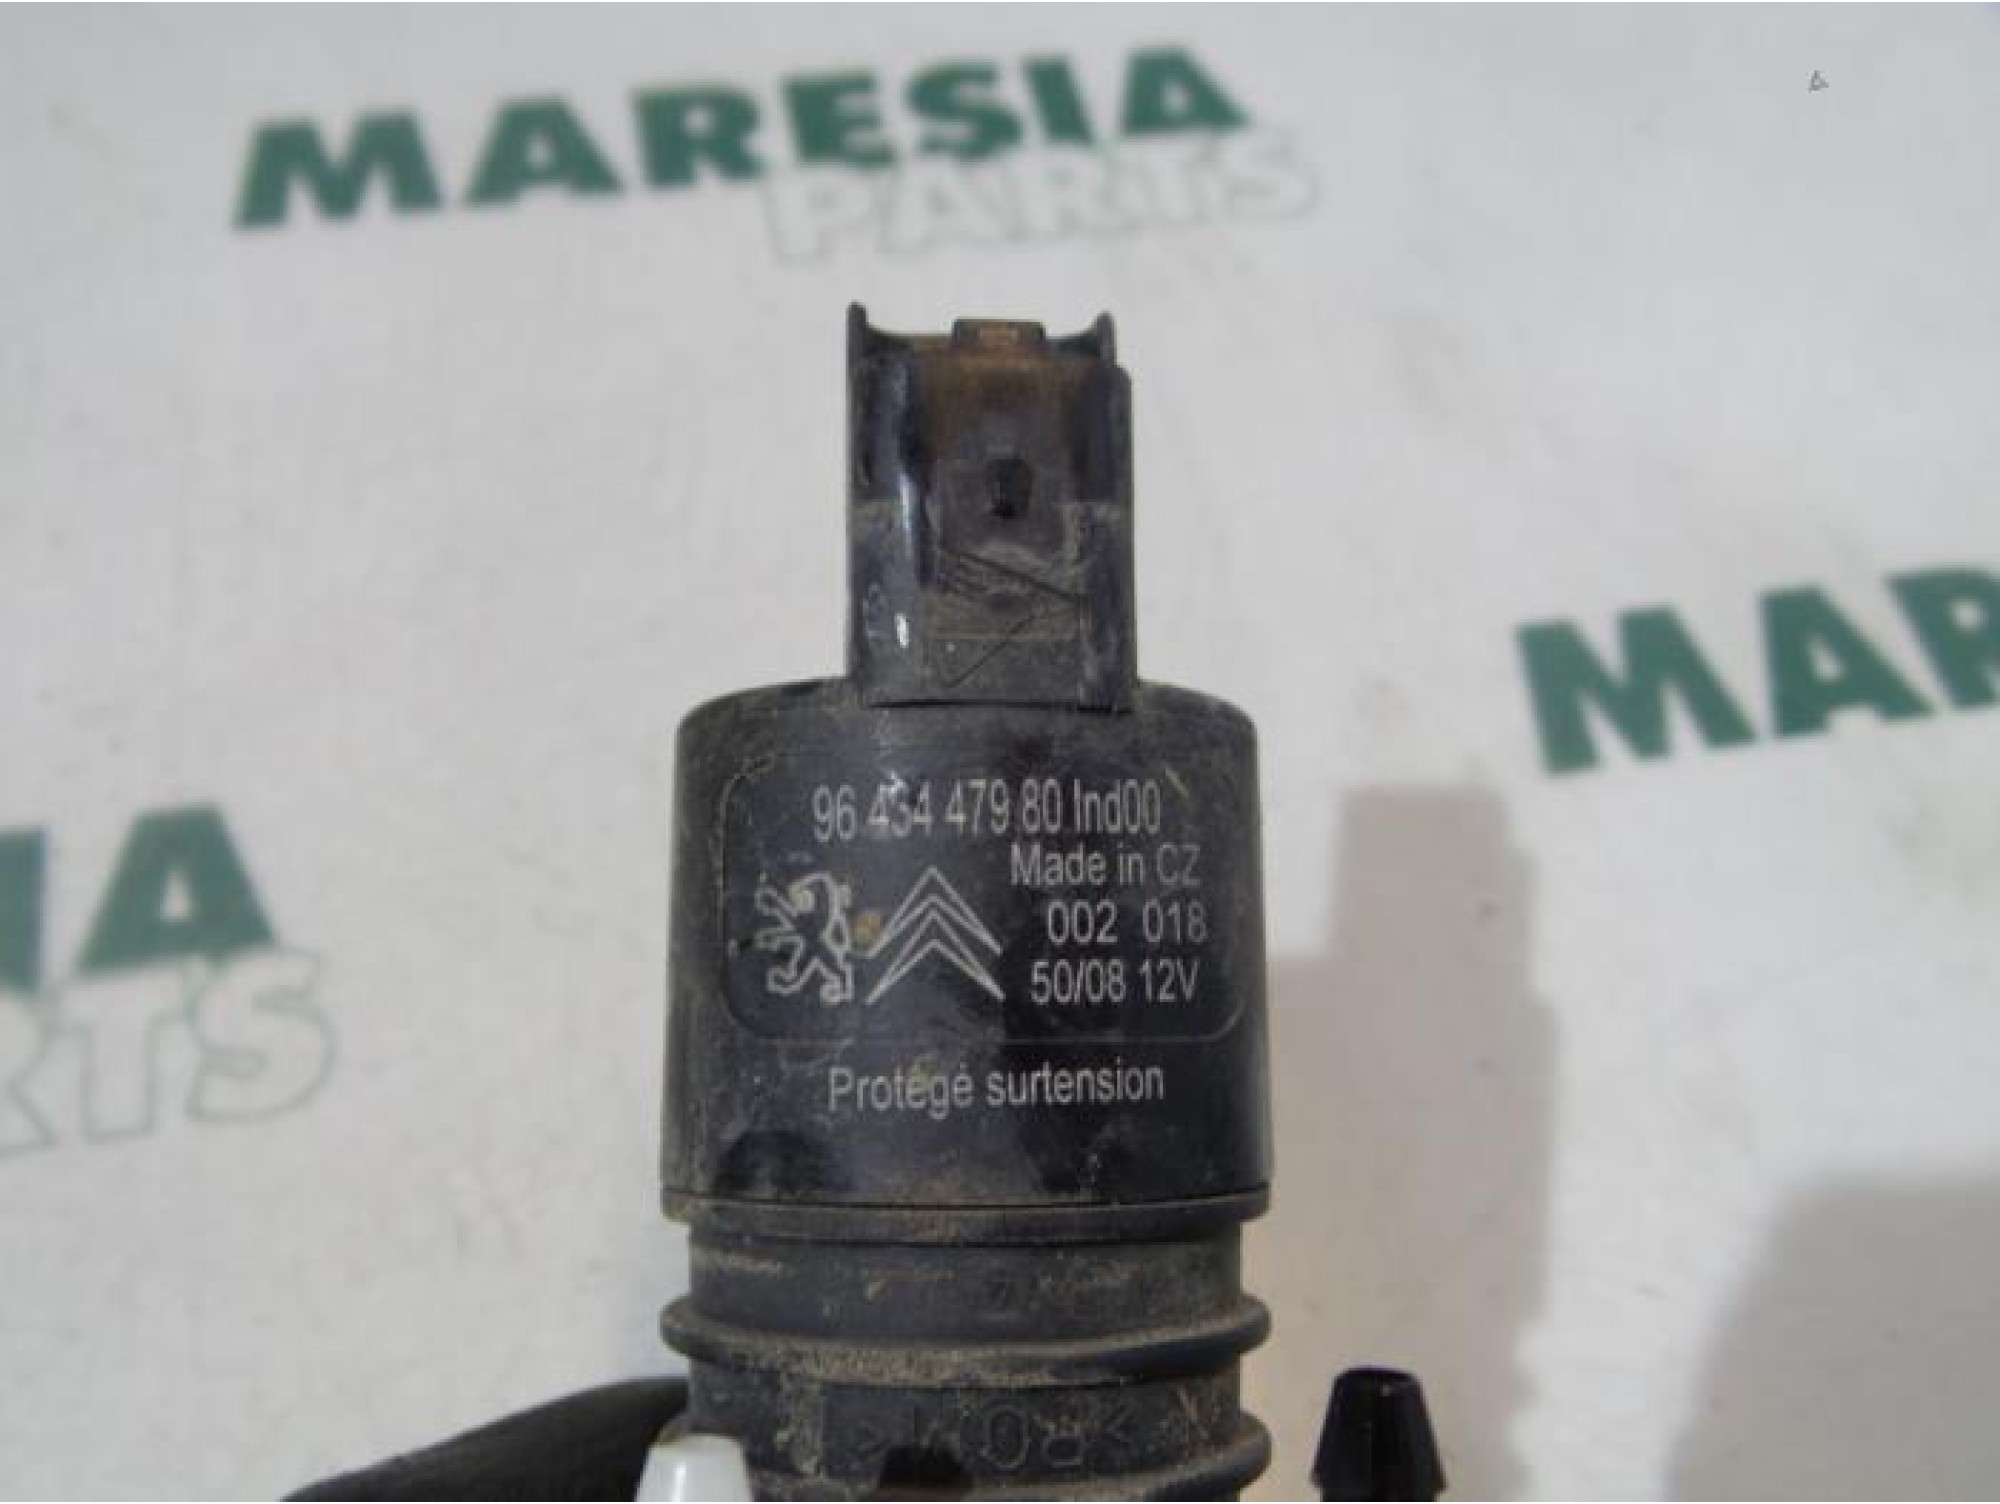 MARESIA
PARTS
MAR
IA
RTS
96 434 479 80 Ind00
Made in CZ
002 018
50/08 12V
Protégé surtension